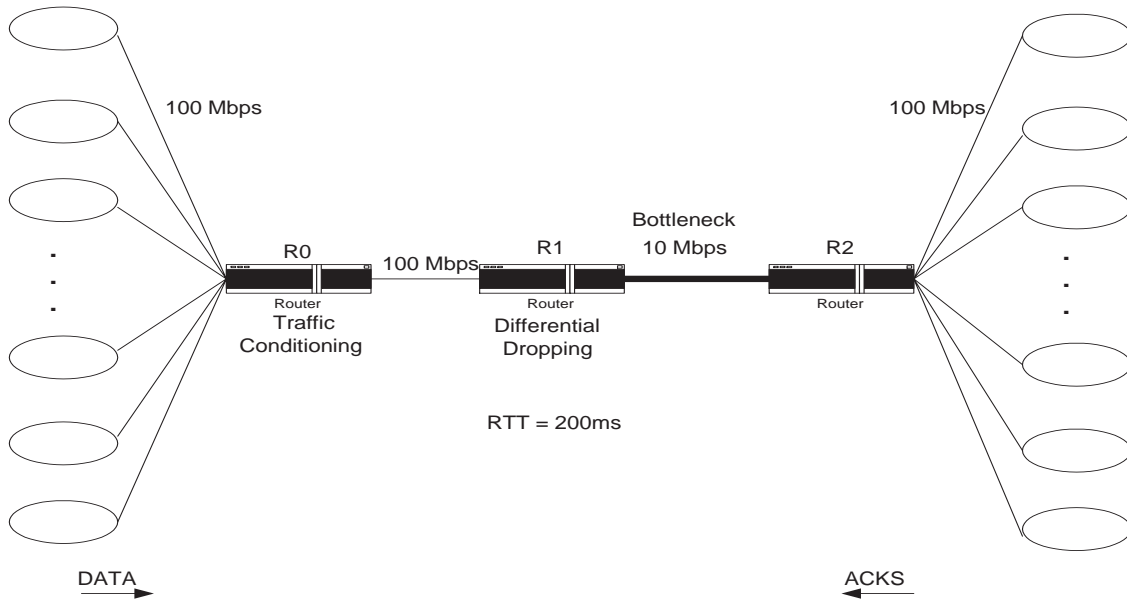 100 Mbps
100 Mbps
Bottleneck
10 Mbps
R0
100 Mbps
R1
R2
Router
Traffic
Conditioning
Router
Differential
Dropping
Router
RTT = 200ms
DATA
ACKS